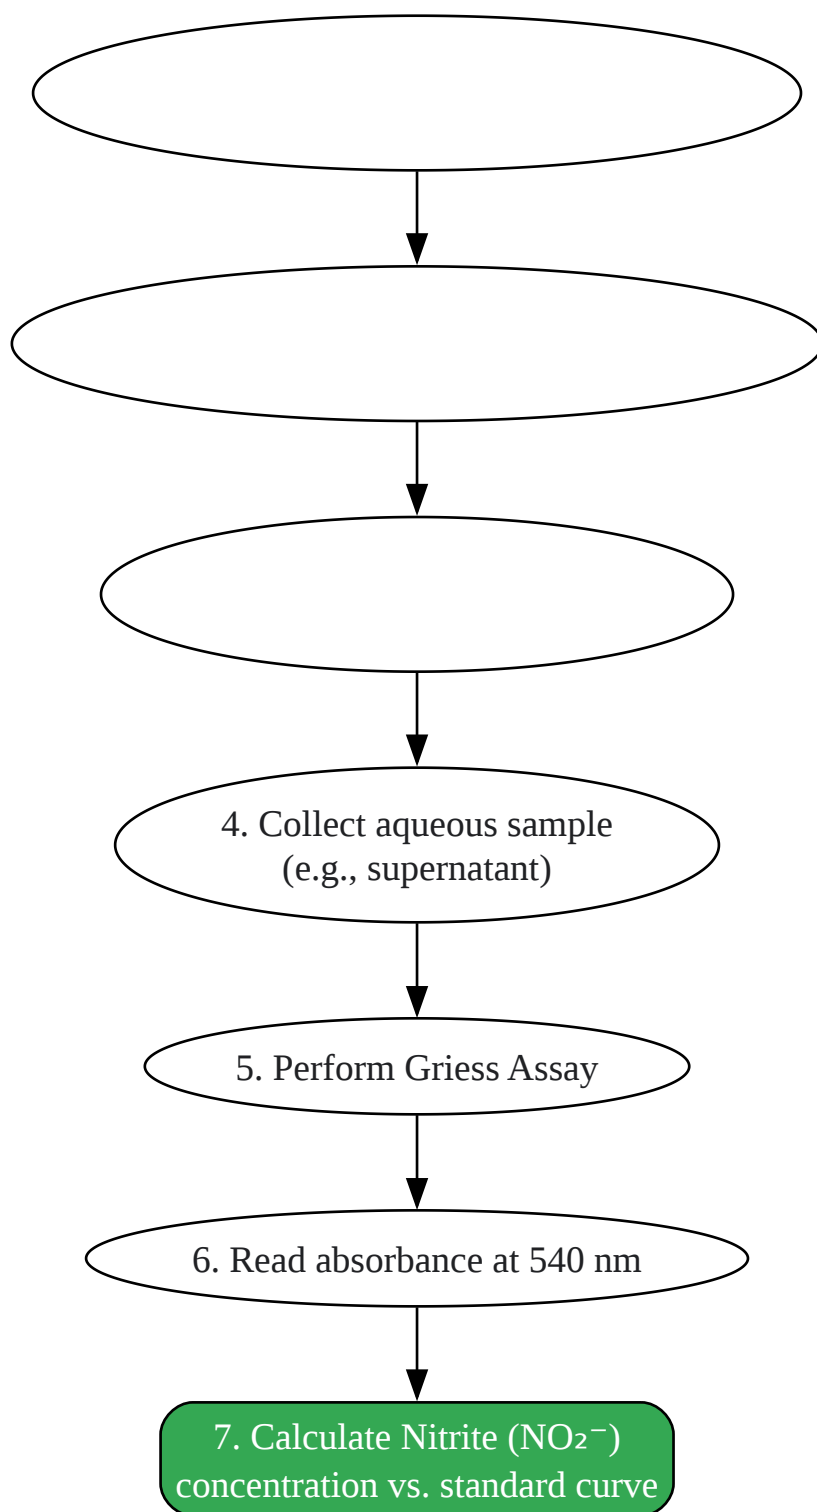 4. Collect aqueous sample
(e.g., supernatant)
5. Perform Griess Assay
6. Read absorbance at 540 nm
7. Calculate Nitrite (NO₂⁻)
concentration vs. standard curve